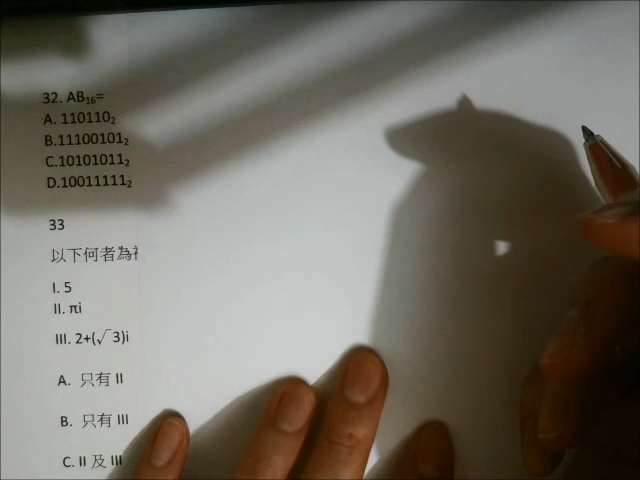 32. AB₁₆=
A. 110110₂
B.11100101₂
C.10101011₂
D.10011111₂
33
以下何者為
I. 5
II. πi
III. 2+(√3)i
A. 只有 II
B. 只有 III
C. II 及 III